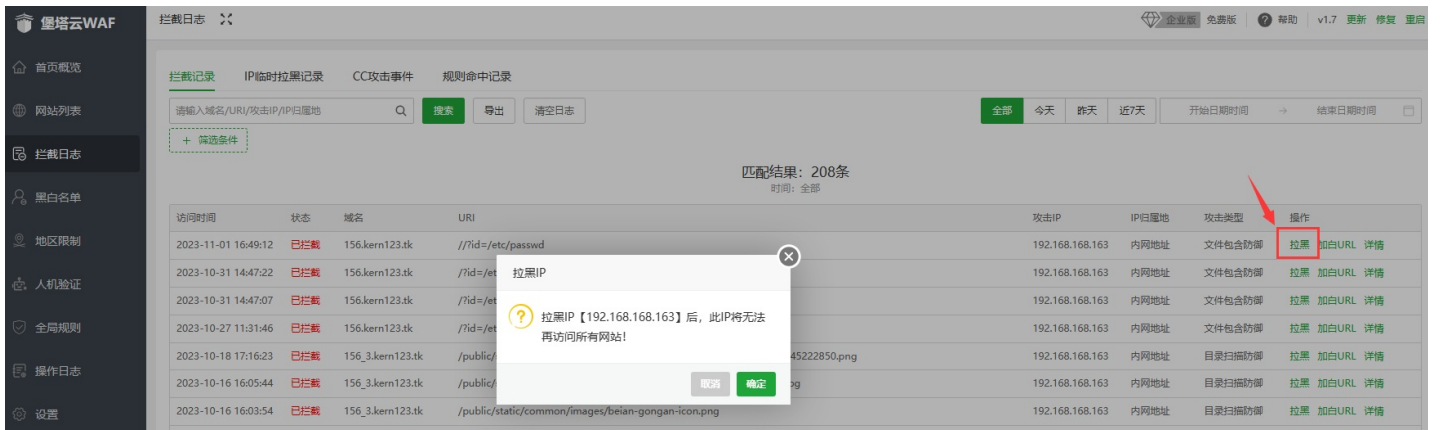 堡塔云WAF
拦截日志
企业版 免费版 帮助 v1.7 更新 修复 重启
首页概览
网站列表
拦截日志
黑白名单
地区限制
人机验证
全局规则
操作日志
设置
拦截记录 IP临时拉黑记录 CC攻击事件 规则命中记录
请输入域名/URI/攻击IP/IP归属地 搜索 导出 清空日志 全部 今天 昨天 近7天 开始日期时间 → 结束日期时间
+ 筛选条件
匹配结果：208条
时间：全部
访问时间 状态 域名 URI 攻击IP IP归属地 攻击类型 操作
2023-11-01 16:49:12 已拦截 156.kern123.tk //?id=/etc/passwd 192.168.168.163 内网地址 文件包含防御 拉黑 加白URL 详情
2023-10-31 14:47:22 已拦截 156.kern123.tk /?id=/et 192.168.168.163 内网地址 文件包含防御 拉黑 加白URL 详情
2023-10-31 14:47:07 已拦截 156.kern123.tk /?id=/et 192.168.168.163 内网地址 文件包含防御 拉黑 加白URL 详情
2023-10-27 11:31:46 已拦截 156.kern123.tk /?id=/et 192.168.168.163 内网地址 文件包含防御 拉黑 加白URL 详情
2023-10-18 17:16:23 已拦截 156_3.kern123.tk /public/ 45222850.png 192.168.168.163 内网地址 目录扫描防御 拉黑 加白URL 详情
2023-10-16 16:05:44 已拦截 156_3.kern123.tk /public/ 192.168.168.163 内网地址 目录扫描防御 拉黑 加白URL 详情
2023-10-16 16:03:54 已拦截 156_3.kern123.tk /public/static/common/images/beian-gongan-icon.png 192.168.168.163 内网地址 目录扫描防御 拉黑 加白URL 详情
拉黑IP
拉黑IP【192.168.168.163】后，此IP将无法
再访问所有网站！
取消 确定